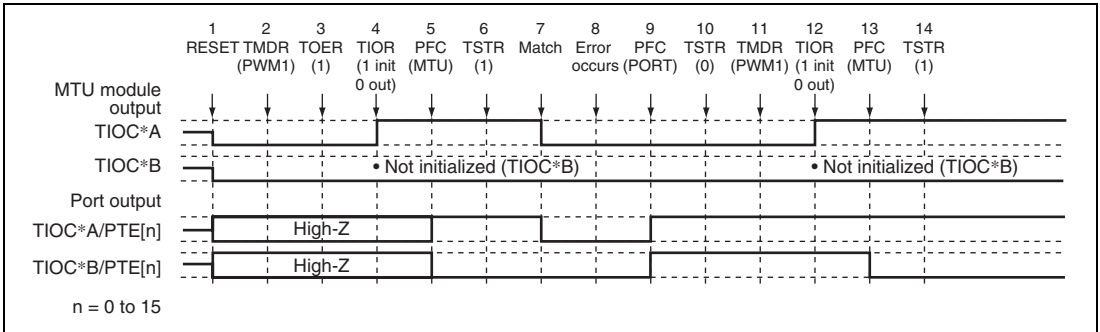 1 2 3 4 5 6 7 8 9 10 11 12 13 14
RESET TMDR TOER TIOR PFC TSTR Match Error PFC TSTR TMDR TIOR PFC TSTR
(PWM1) (1) (1 init (MTU) (1) occurs (PORT) (0) (PWM1) (1 init (MTU) (1)
0 out) 0 out)
MTU module
output
TIOC*A
TIOC*B
• Not initialized (TIOC*B) • Not initialized (TIOC*B)
Port output
TIOC*A/PTE[n] High-Z
TIOC*B/PTE[n] High-Z
n = 0 to 15